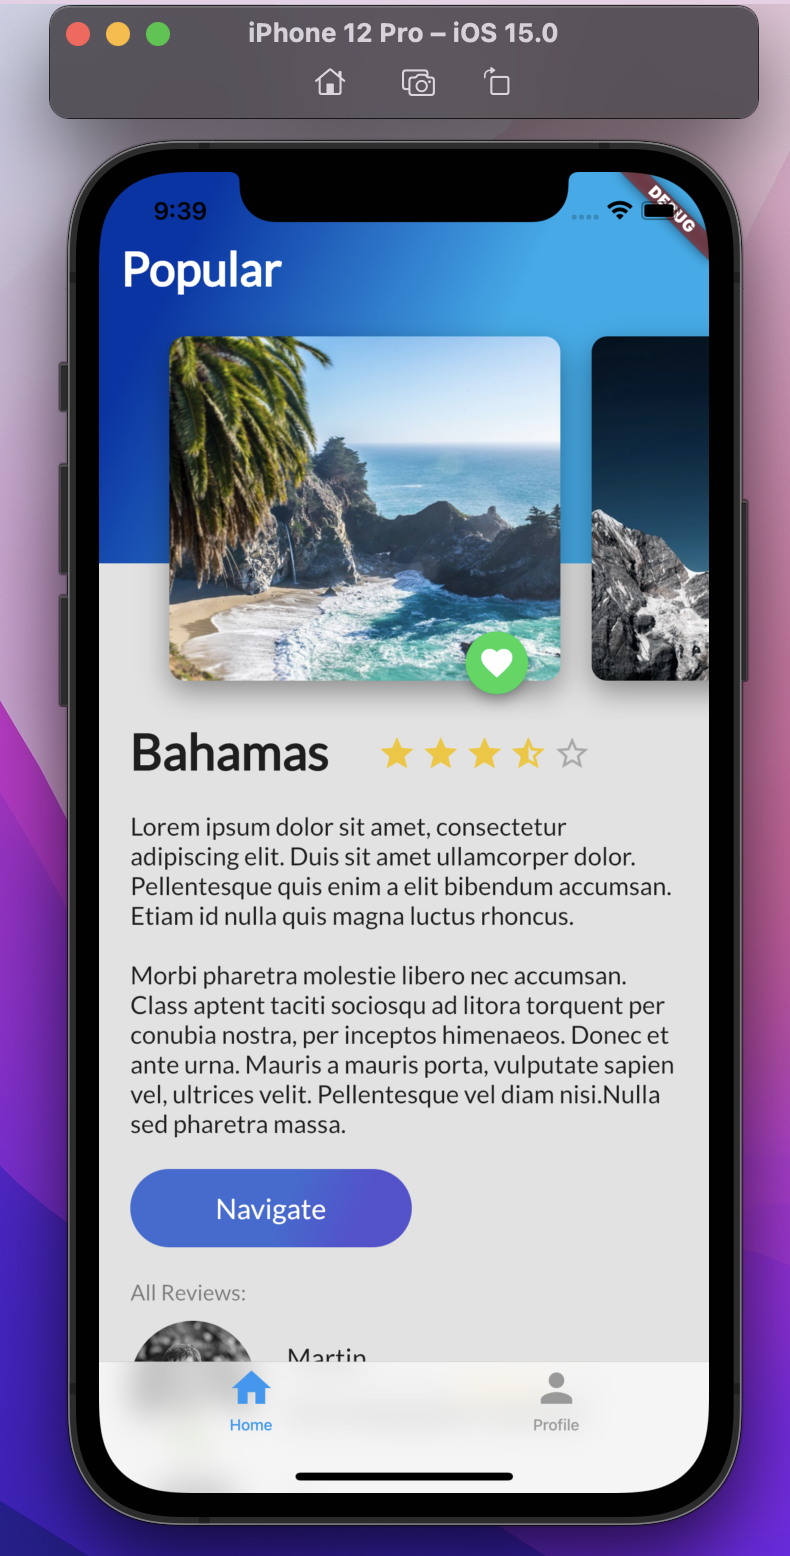 iPhone 12 Pro – iOS 15.0
9:39
DEBUG
Popular
Bahamas
Lorem ipsum dolor sit amet, consectetur
adipiscing elit. Duis sit amet ullamcorper dolor.
Pellentesque quis enim a elit bibendum accumsan.
Etiam id nulla quis magna luctus rhoncus.
Morbi pharetra molestie libero nec accumsan.
Class aptent taciti sociosqu ad litora torquent per
conubia nostra, per inceptos himenaeos. Donec et
ante urna. Mauris a mauris porta, vulputate sapien
vel, ultrices velit. Pellentesque vel diam nisi.Nulla
sed pharetra massa.
Navigate
All Reviews:
Martin
Home
Profile